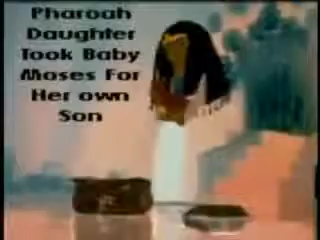 Pharoah
Daughter
Took Baby
Moses For
Her own
Son